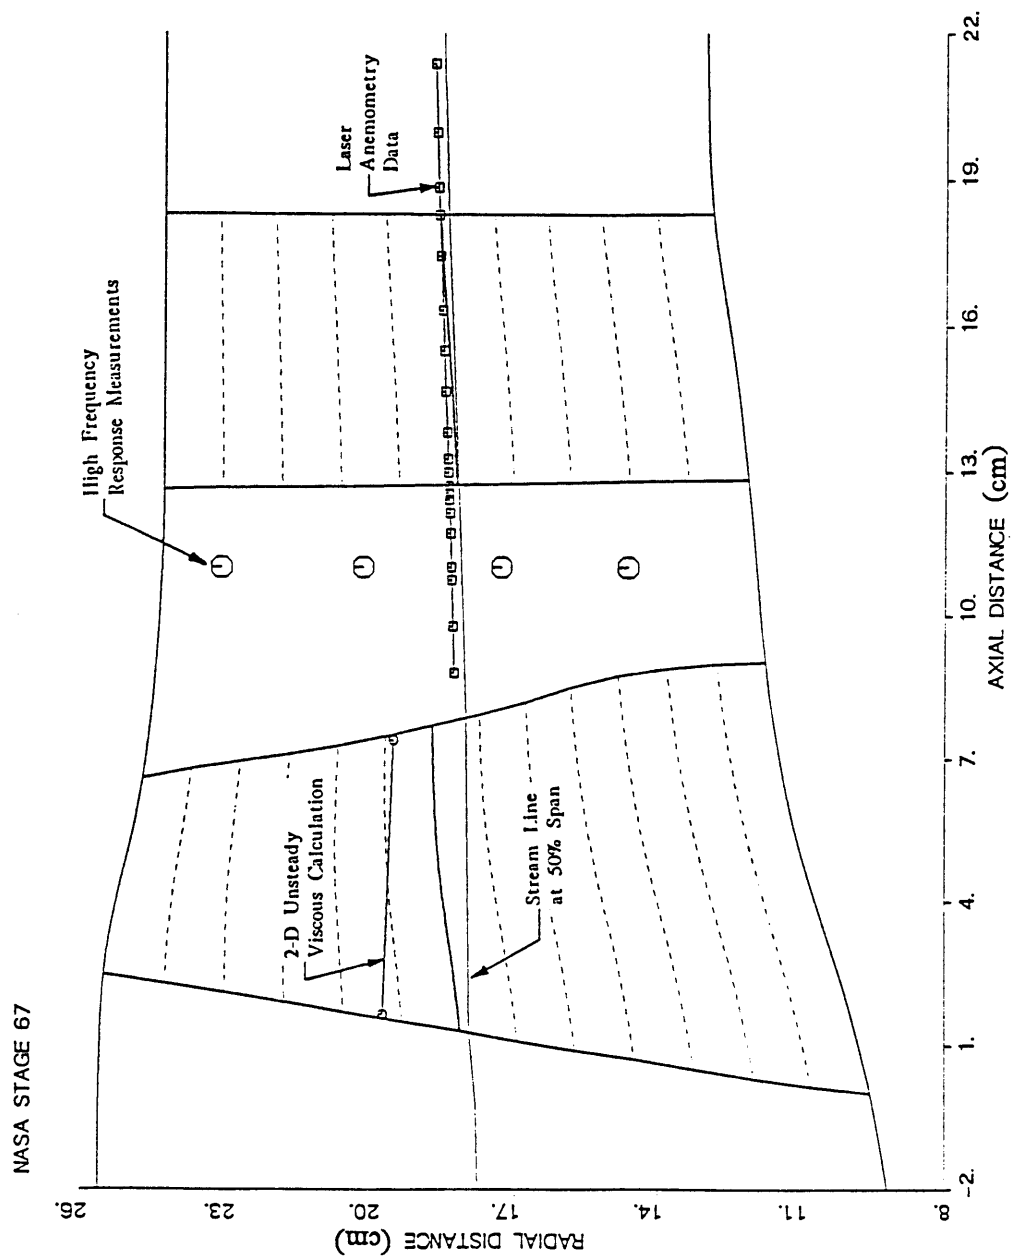 NASA STAGE 67
High Frequency
Response Measurements
Laser
Anemometry
Data
2-D Unsteady
Viscous Calculation
Stream Line
at 50% Span
26.
23.
20.
17.
14.
11.
8.
RADIAL DISTANCE (cm)
-2.
1.
4.
7.
10.
13.
16.
19.
22.
AXIAL DISTANCE (cm)